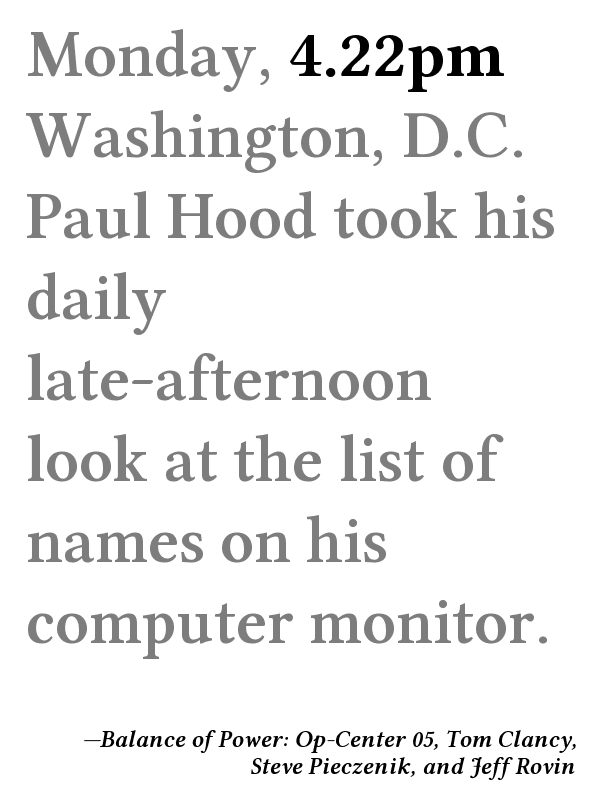 Monday, 4.22pm
Washington, D.C.
Paul Hood took his
daily
late-afternoon
look at the list of
names on his
computer monitor.
—Balance of Power: Op-Center 05, Tom Clancy,
Steve Pieczenik, and Jeff Rovin